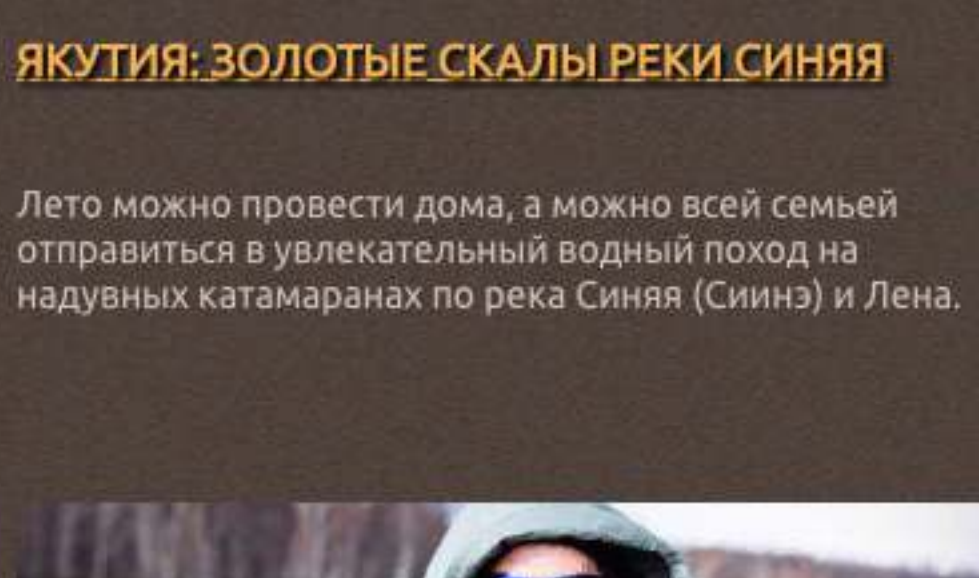 ЯКУТИЯ: ЗОЛОТЫЕ СКАЛЫ РЕКИ СИНЯЯ
Лето можно провести дома, а можно всей семьей
отправиться в увлекательный водный поход на
надувных катамаранах по река Синяя (Сиинэ) и Лена.